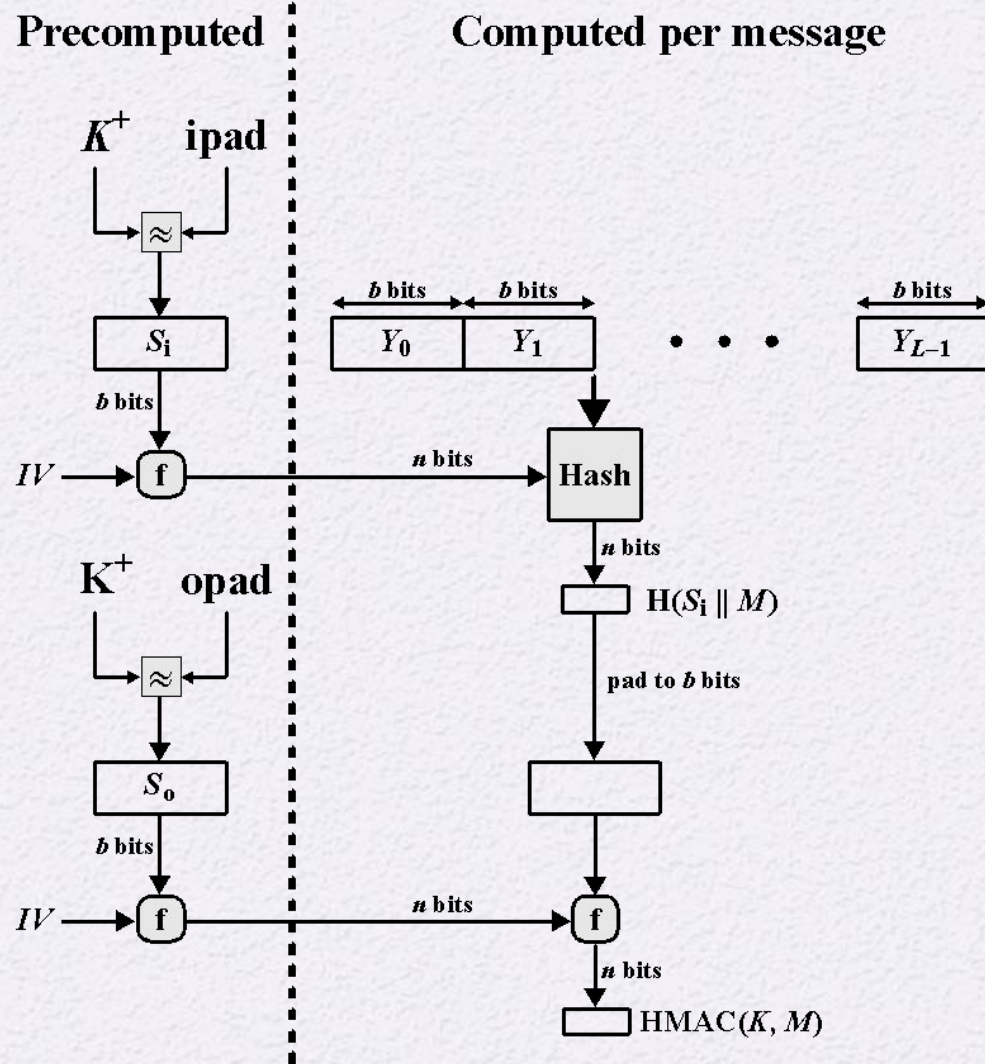 Precomputed
Computed per message
K⁺ ipad
≈
b bits b bits b bits
Sᵢ
Y₀ Y₁ • • • Y_{L–1}
b bits
IV f
n bits
Hash
n bits
K⁺ opad
H(Sᵢ || M)
≈
pad to b bits
Sₒ
b bits
IV f
n bits
f
n bits
HMAC(K, M)